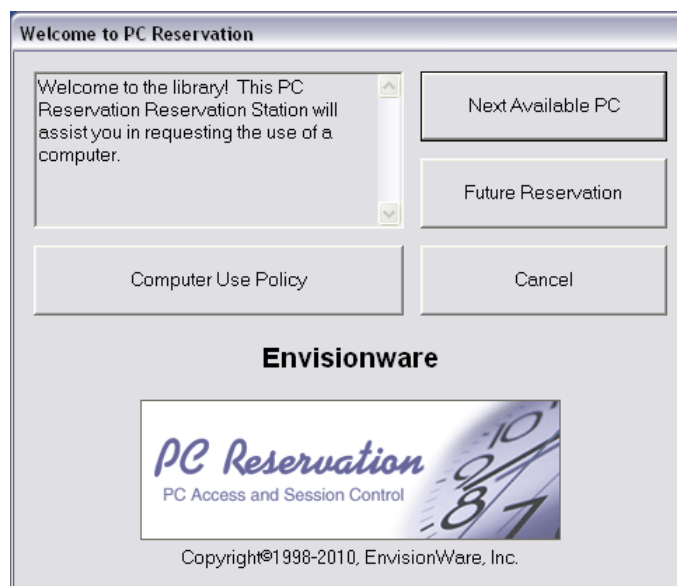 Welcome to PC Reservation
Welcome to the library! This PC
Reservation Reservation Station will
assist you in requesting the use of a
computer.
Next Available PC
Future Reservation
Computer Use Policy
Cancel
Envisionware
PC Reservation
PC Access and Session Control
10
9
8
7
Copyright©1998-2010, EnvisionWare, Inc.